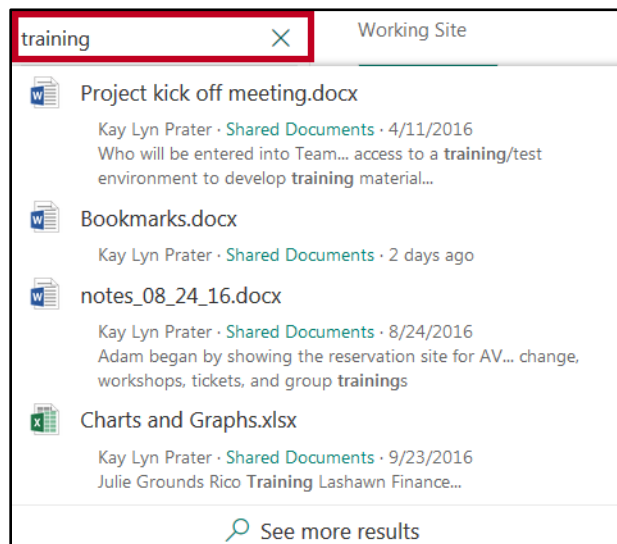 training
Working Site
Project kick off meeting.docx
Kay Lyn Prater · Shared Documents · 4/11/2016
Who will be entered into Team... access to a training/test
environment to develop training material...
Bookmarks.docx
Kay Lyn Prater · Shared Documents · 2 days ago
notes_08_24_16.docx
Kay Lyn Prater · Shared Documents · 8/24/2016
Adam began by showing the reservation site for AV... change,
workshops, tickets, and group trainings
Charts and Graphs.xlsx
Kay Lyn Prater · Shared Documents · 9/23/2016
Julie Grounds Rico Training Lashawn Finance...
See more results